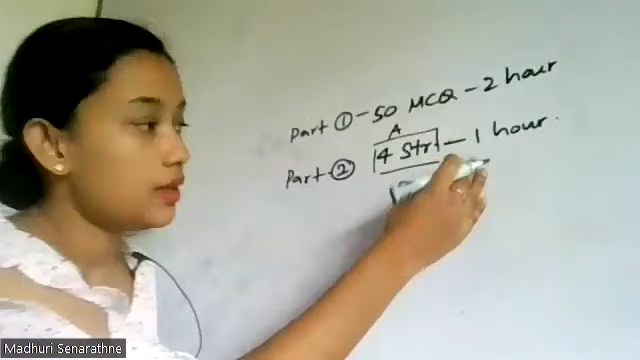 Part ① - 50 MCQ - 2 hour
A
Part - ② 4 Str - 1 hour.
Madhuri Senarathne